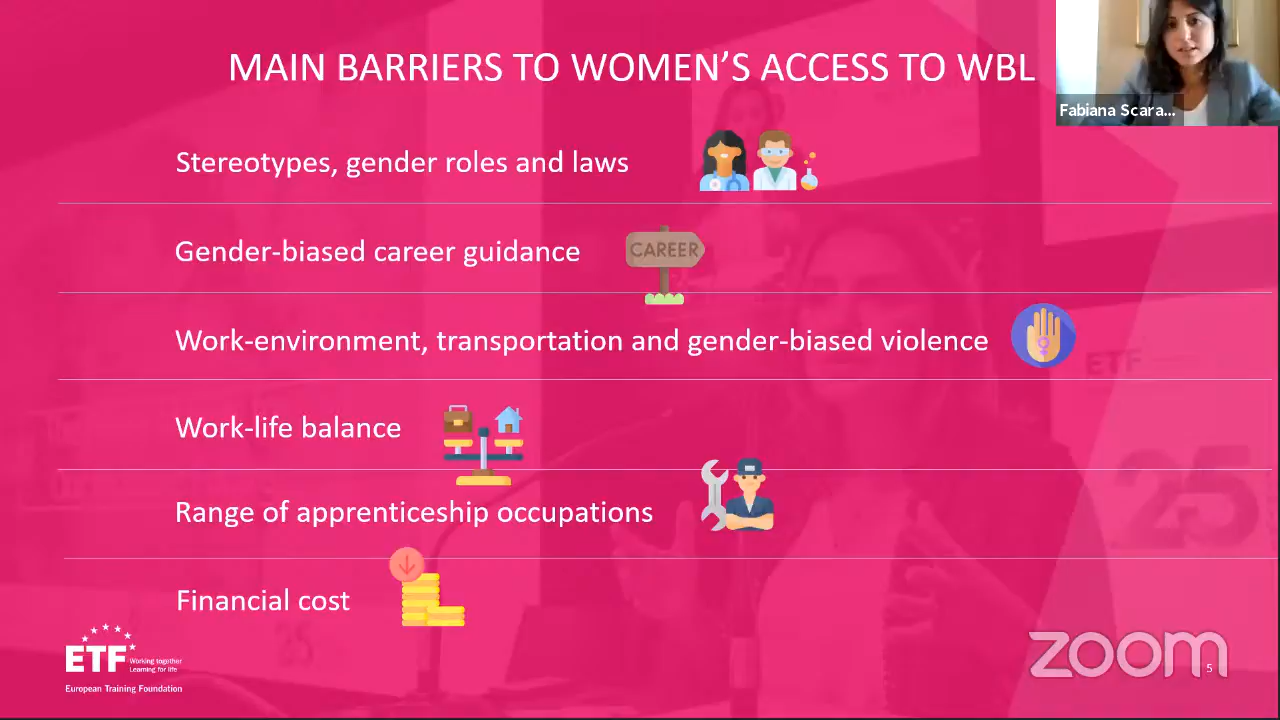 MAIN BARRIERS TO WOMEN'S ACCESS TO WBL
Fabiana Scara...
Stereotypes, gender roles and laws
Gender-biased career guidance
CAREER
Work-environment, transportation and gender-biased violence
ETF
Work-life balance
25
Range of apprenticeship occupations
Financial cost
ETF
Working together
Learning for life
European Training Foundation
zoom
5